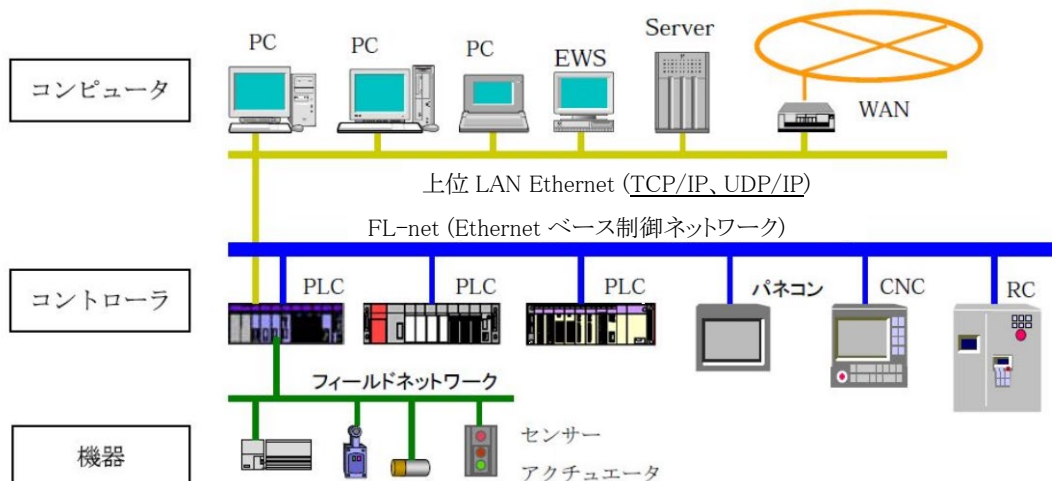 PC
PC
PC
EWS
Server
コンピュータ
WAN
上位 LAN Ethernet (TCP/IP、UDP/IP)
FL-net (Ethernet ベース制御ネットワーク)
コントローラ
PLC
PLC
PLC
パネコン
CNC
RC
フィールドネットワーク
機器
センサー
アクチュエータ